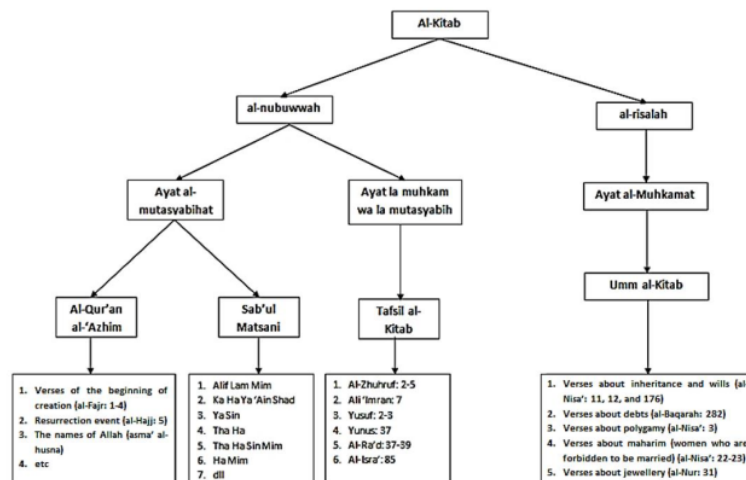 Al-Kitab
al-nubuwwah
al-risalah
Ayat al-
mutasyabihat
Ayat la muhkam
wa la mutasyabih
Ayat al-Muhkamat
Al-Qur'an
al-'Azhim
Sab'ul
Matsani
Tafsil al-
Kitab
Umm al-Kitab
1. Verses of the beginning of
creation (al-Fajr: 1-4)
2. Resurrection event (al-Hajj: 5)
3. The names of Allah (asma' al-
husna)
4. etc
1. Alif Lam Mim
2. Ka Ha Ya 'Ain Shad
3. Ya Sin
4. Tha Ha
5. Tha Ha Sin Mim
6. Ha Mim
7. dll
1. Al-Zhuhruf: 2-5
2. Ali 'Imran: 7
3. Yusuf: 2-3
4. Yunus: 37
5. Al-Ra'd: 37-39
6. Al-Isra': 85
1. Verses about inheritance and wills (al-
Nisa': 11, 12, and 176)
2. Verses about debts (al-Baqarah: 282)
3. Verses about polygamy (al-Nisa': 3)
4. Verses about maharim (women who are
forbidden to be married) (al-Nisa': 22-23)
5. Verses about jewellery (al-Nur: 31)